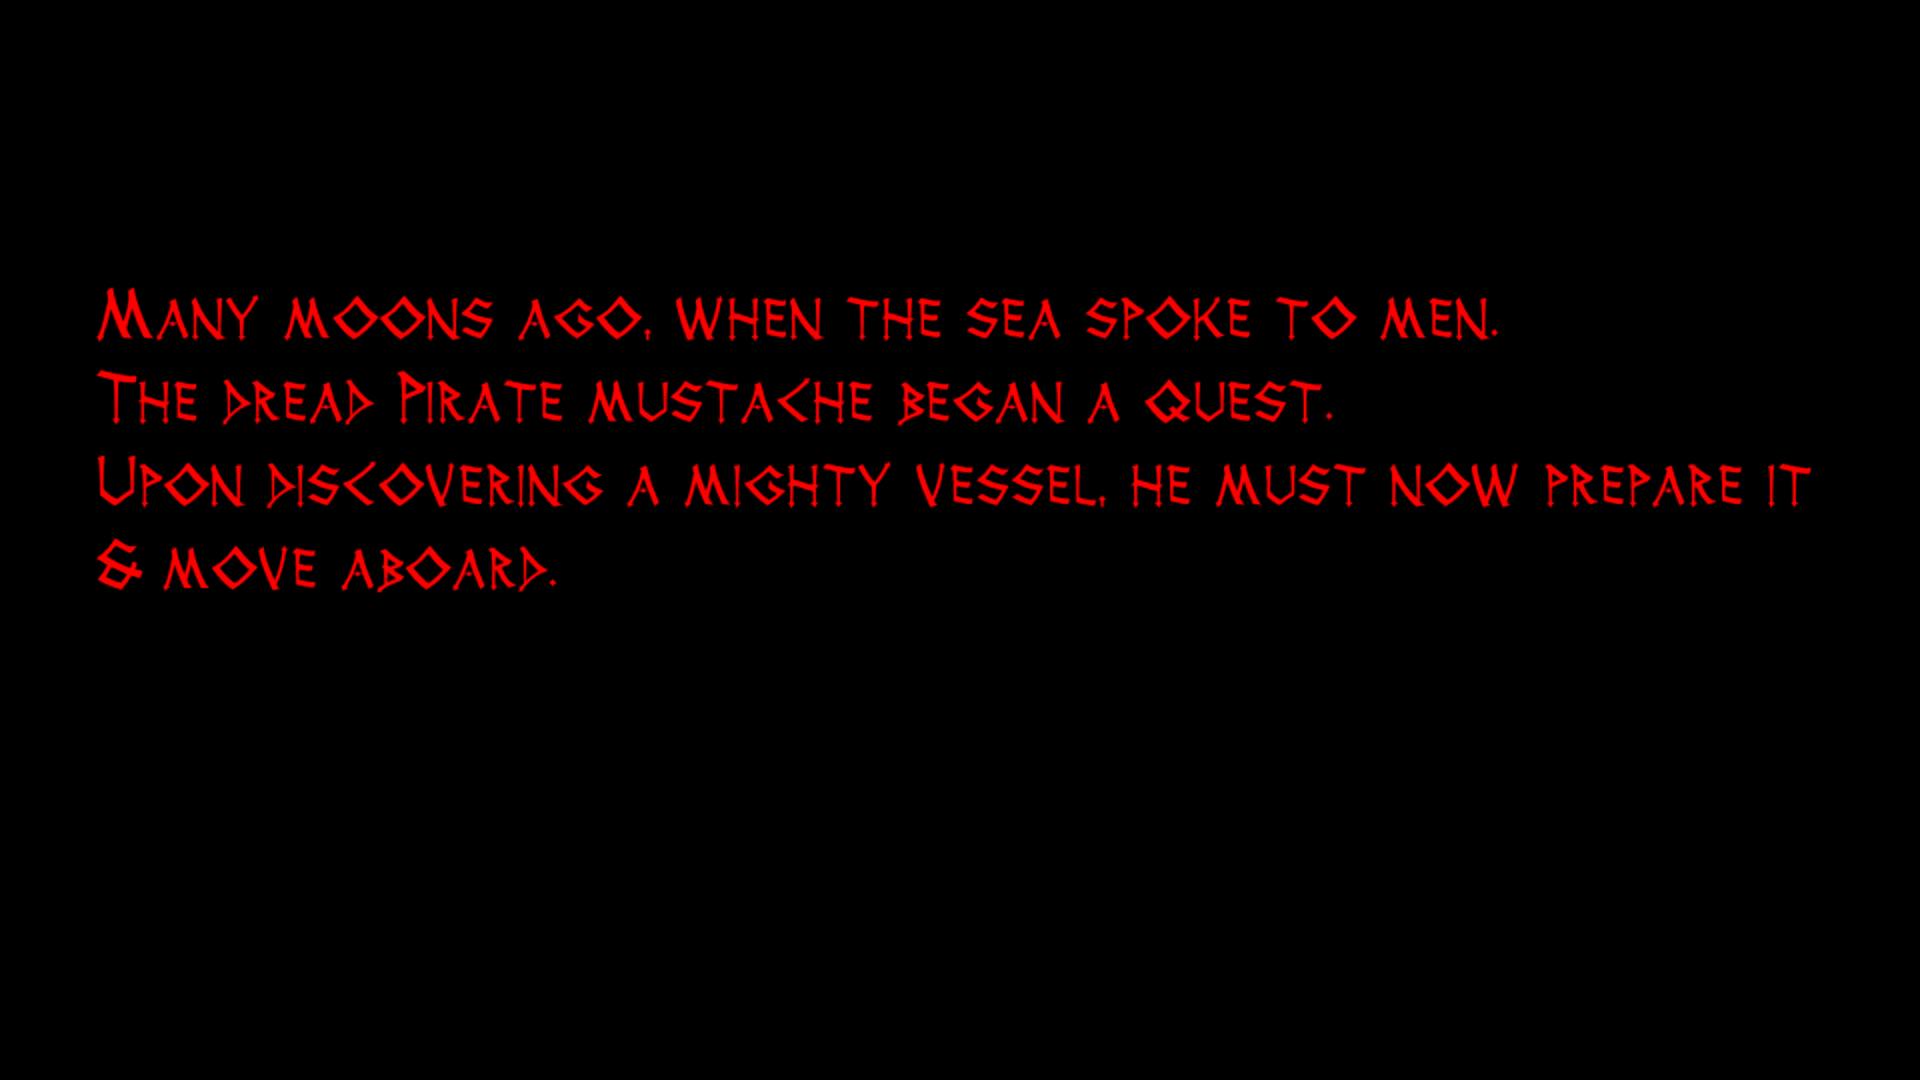 Many moons ago, when the sea spoke to men.
The dread Pirate mustache began a quest.
Upon discovering a mighty vessel, he must now prepare it
& move aboard.